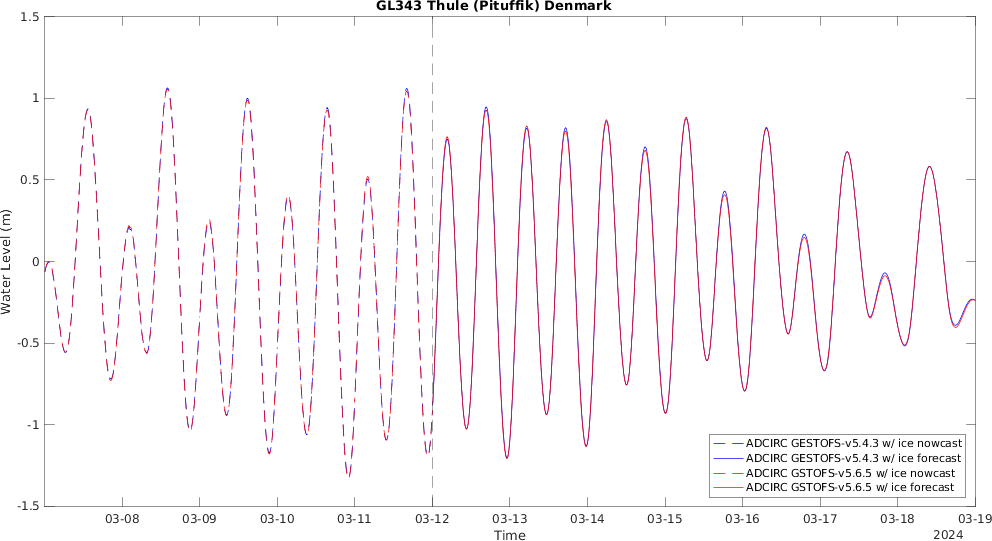 GL343 Thule (Pituffik) Denmark
1.5
1
0.5
0
-0.5
-1
-1.5
Water Level (m)
ADCIRC GESTOFS-v5.4.3 w/ ice nowcast
ADCIRC GESTOFS-v5.4.3 w/ ice forecast
ADCIRC GSTOFS-v5.6.5 w/ ice nowcast
ADCIRC GSTOFS-v5.6.5 w/ ice forecast
03-08 03-09 03-10 03-11 03-12 03-13 03-14 03-15 03-16 03-17 03-18 03-19
Time
2024